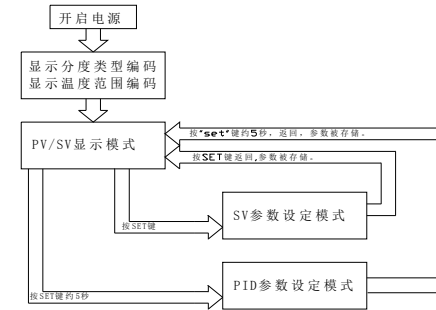 开启电源
显示分度类型编码
显示温度范围编码
按"set"键约5秒，返回，参数被存储。
PV/SV显示模式
按SET键返回,参数被存储。
SV参数设定模式
按SET键
PID参数设定模式
按SET键约5秒